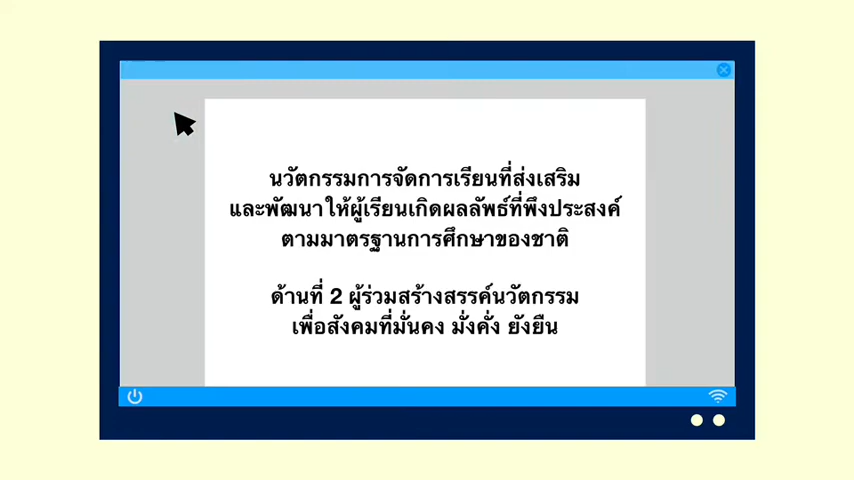 นวัตกรรมการจัดการเรียนที่ส่งเสริม
และพัฒนาให้ผู้เรียนเกิดผลลัพธ์ที่พึงประสงค์
ตามมาตรฐานการศึกษาของชาติ
ด้านที่ 2 ผู้ร่วมสร้างสรรค์นวัตกรรม
เพื่อสังคมที่มั่นคง มั่งคั่ง ยังยืน